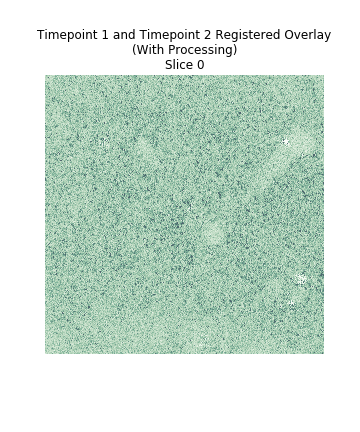 Timepoint 1 and Timepoint 2 Registered Overlay
(With Processing)
Slice 0